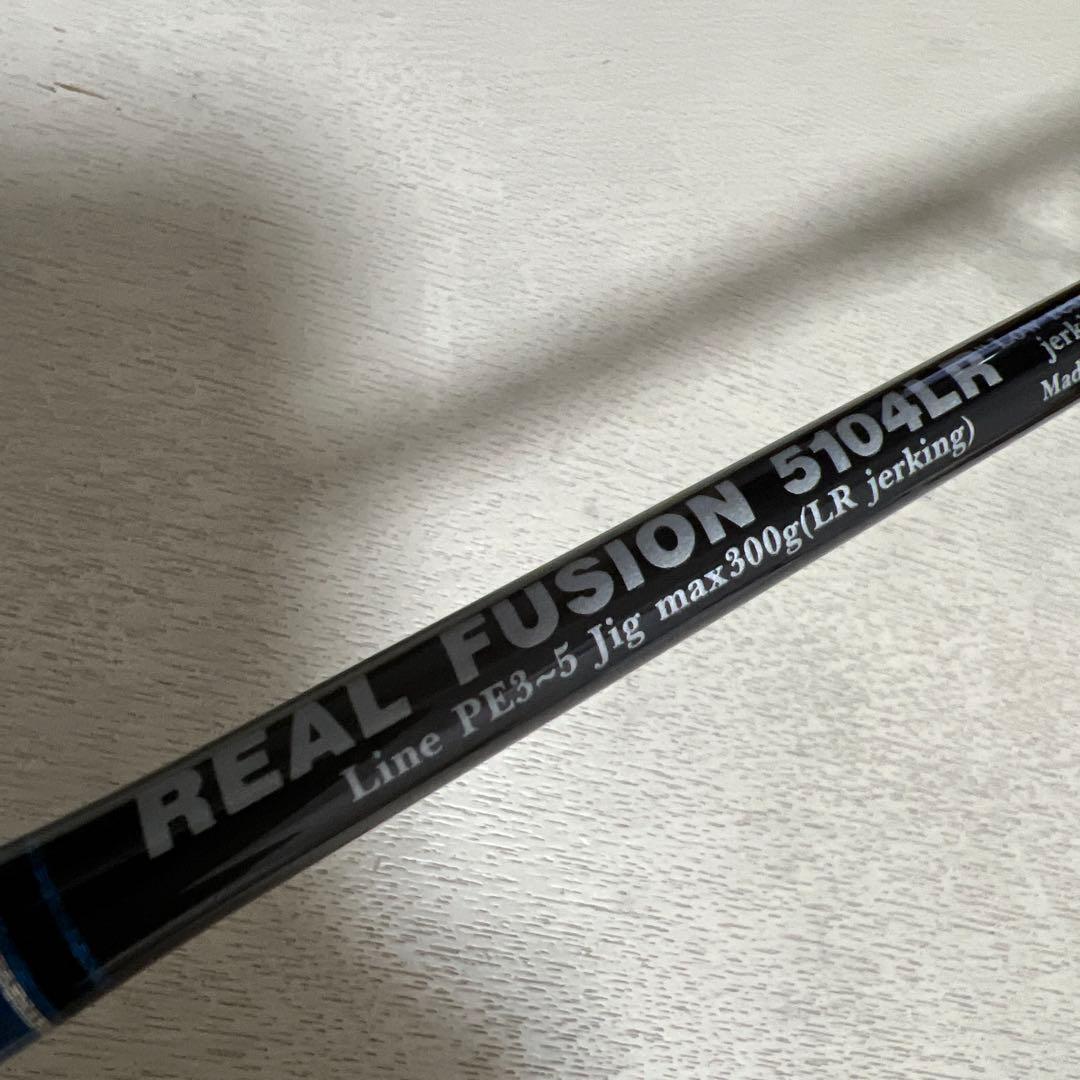 REAL FUSION 5104LR
Line PE3~5 Jig max300g(LR jerking)